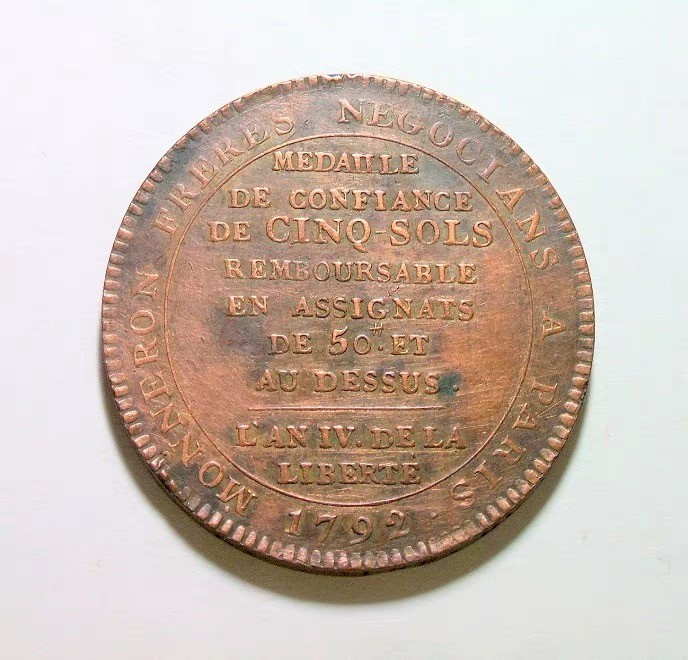 MONNERON FRERES NEGOCIANS A PARIS
MEDAILLE
DE CONFIANCE
DE CINQ-SOLS
REMBOURSABLE
EN ASSIGNATS
DE 50.ᵗᵗ ET
AU DESSUS.
L'AN IV. DE LA
LIBERTE
1792.